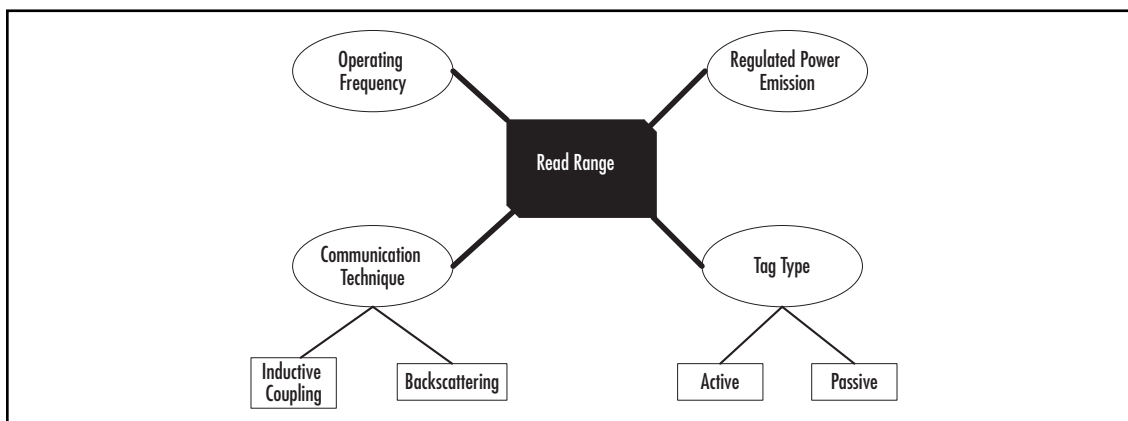 Operating
Frequency
Regulated Power
Emission
Read Range
Communication
Technique
Tag Type
Inductive
Coupling
Backscattering
Active
Passive